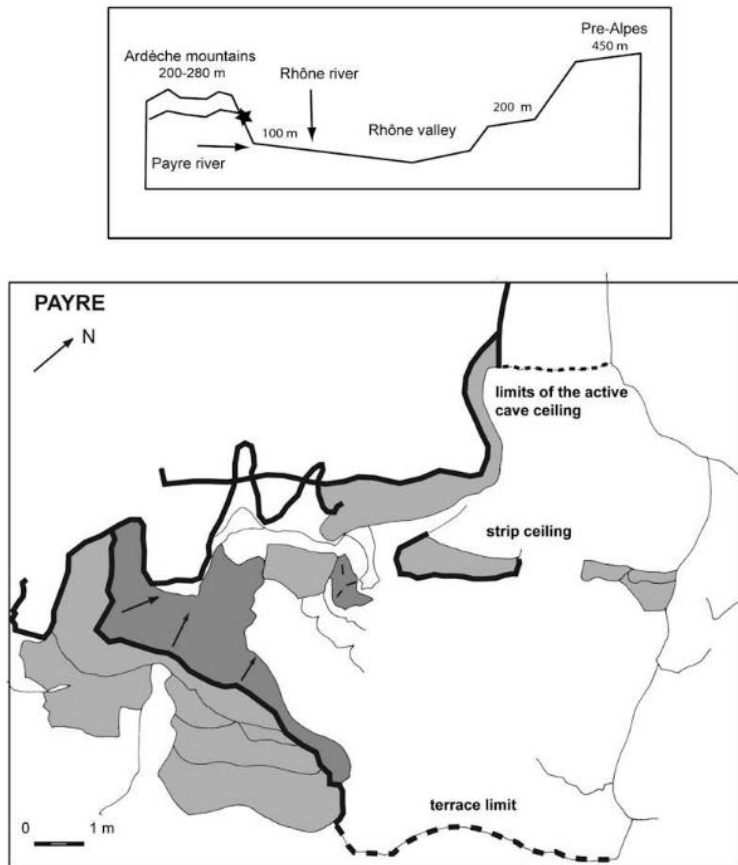 Pre-Alpes
450 m
Ardèche mountains
200-280 m
Rhône river
200 m
100 m
Rhône valley
Payre river
PAYRE
N
limits of the active
cave ceiling
strip ceiling
terrace limit
0 1 m